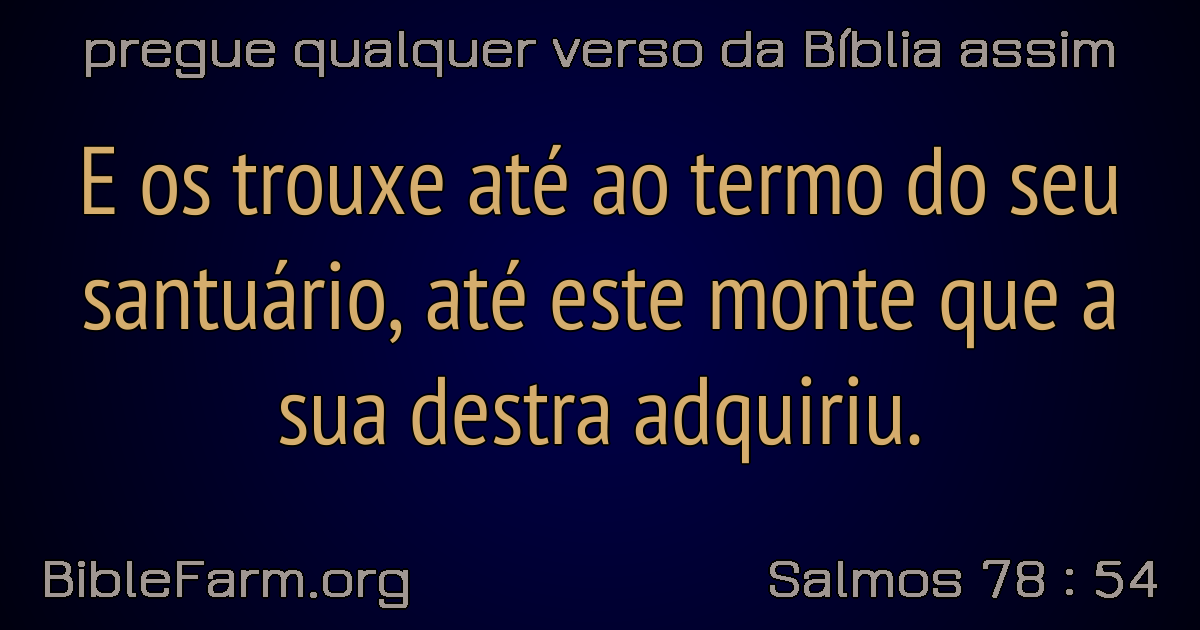 pregue qualquer verso da Bíblia assim
E os trouxe até ao termo do seu
santuário, até este monte que a
sua destra adquiriu.
BibleFarm.org
Salmos 78 : 54